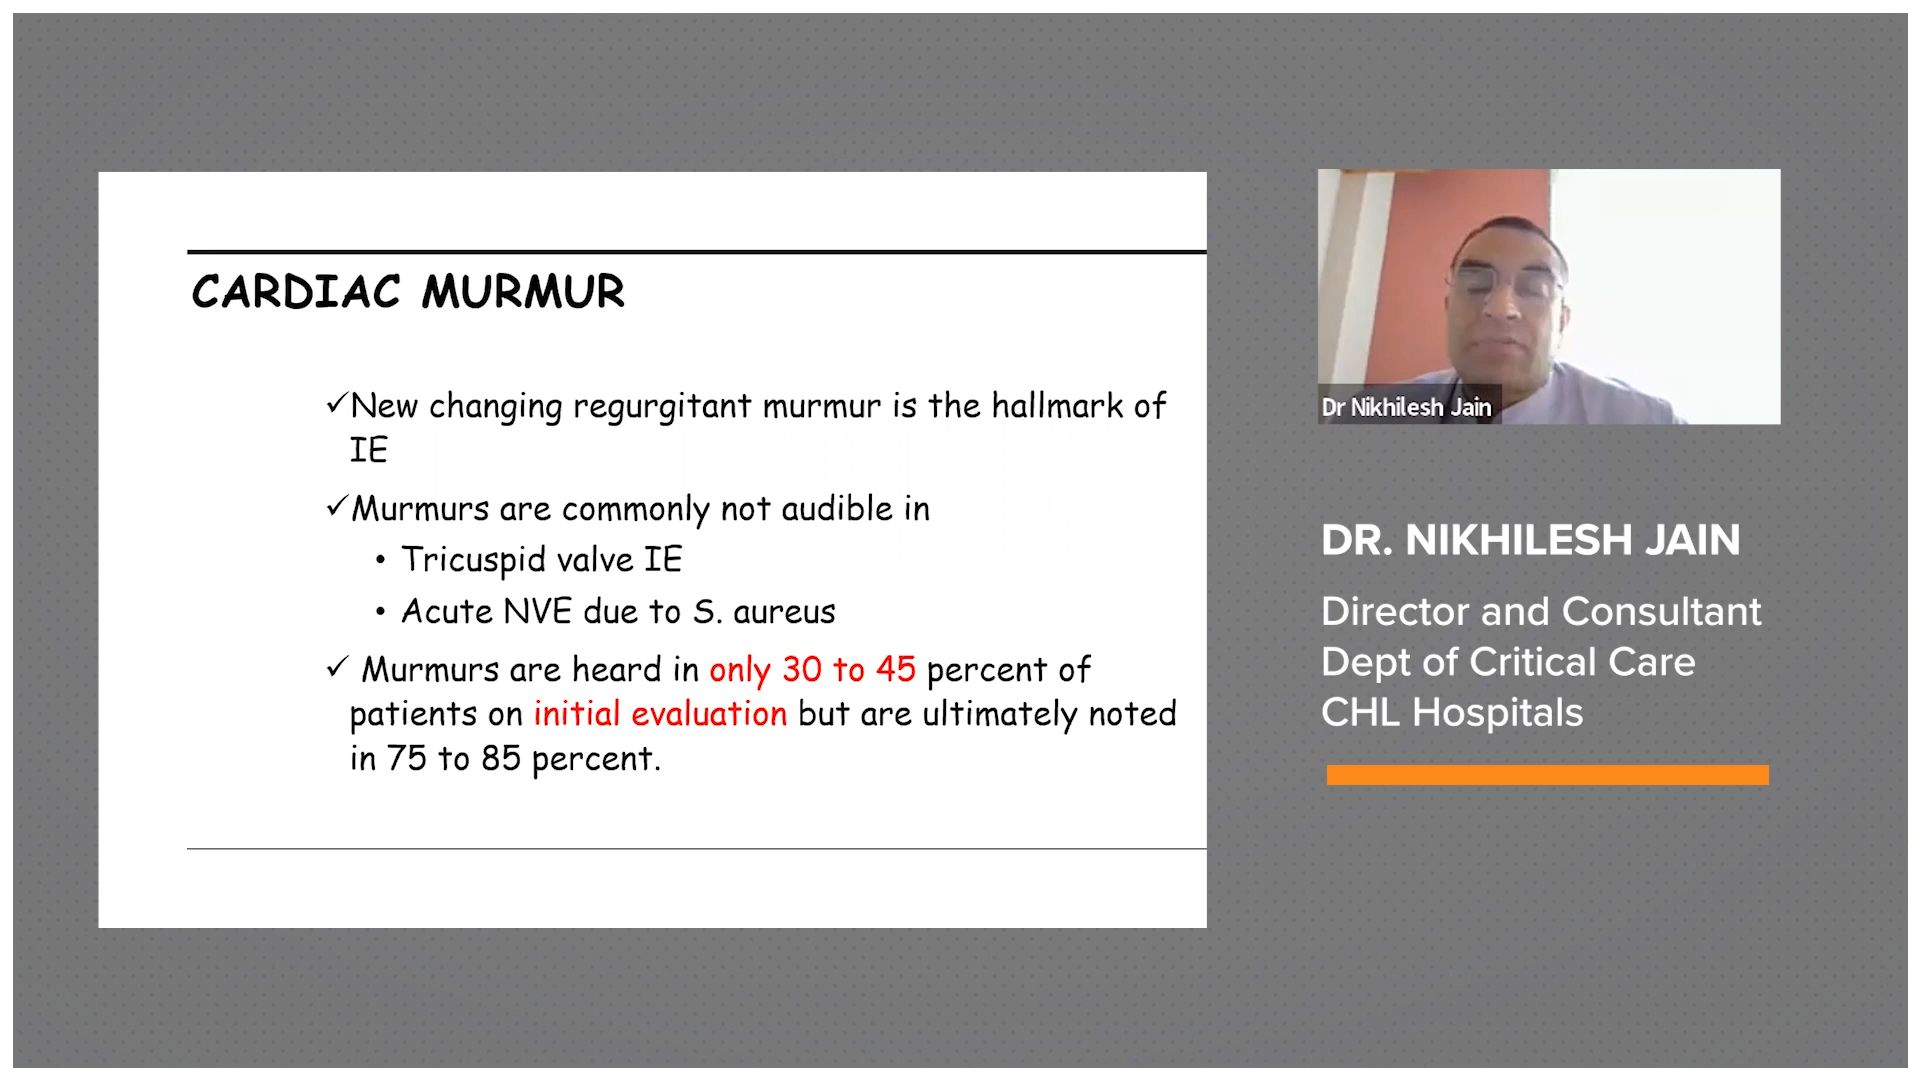 CARDIAC MURMUR
✓New changing regurgitant murmur is the hallmark of
IE
✓Murmurs are commonly not audible in
• Tricuspid valve IE
• Acute NVE due to S. aureus
✓ Murmurs are heard in only 30 to 45 percent of
patients on initial evaluation but are ultimately noted
in 75 to 85 percent.
Dr Nikhilesh Jain
DR. NIKHILESH JAIN
Director and Consultant
Dept of Critical Care
CHL Hospitals